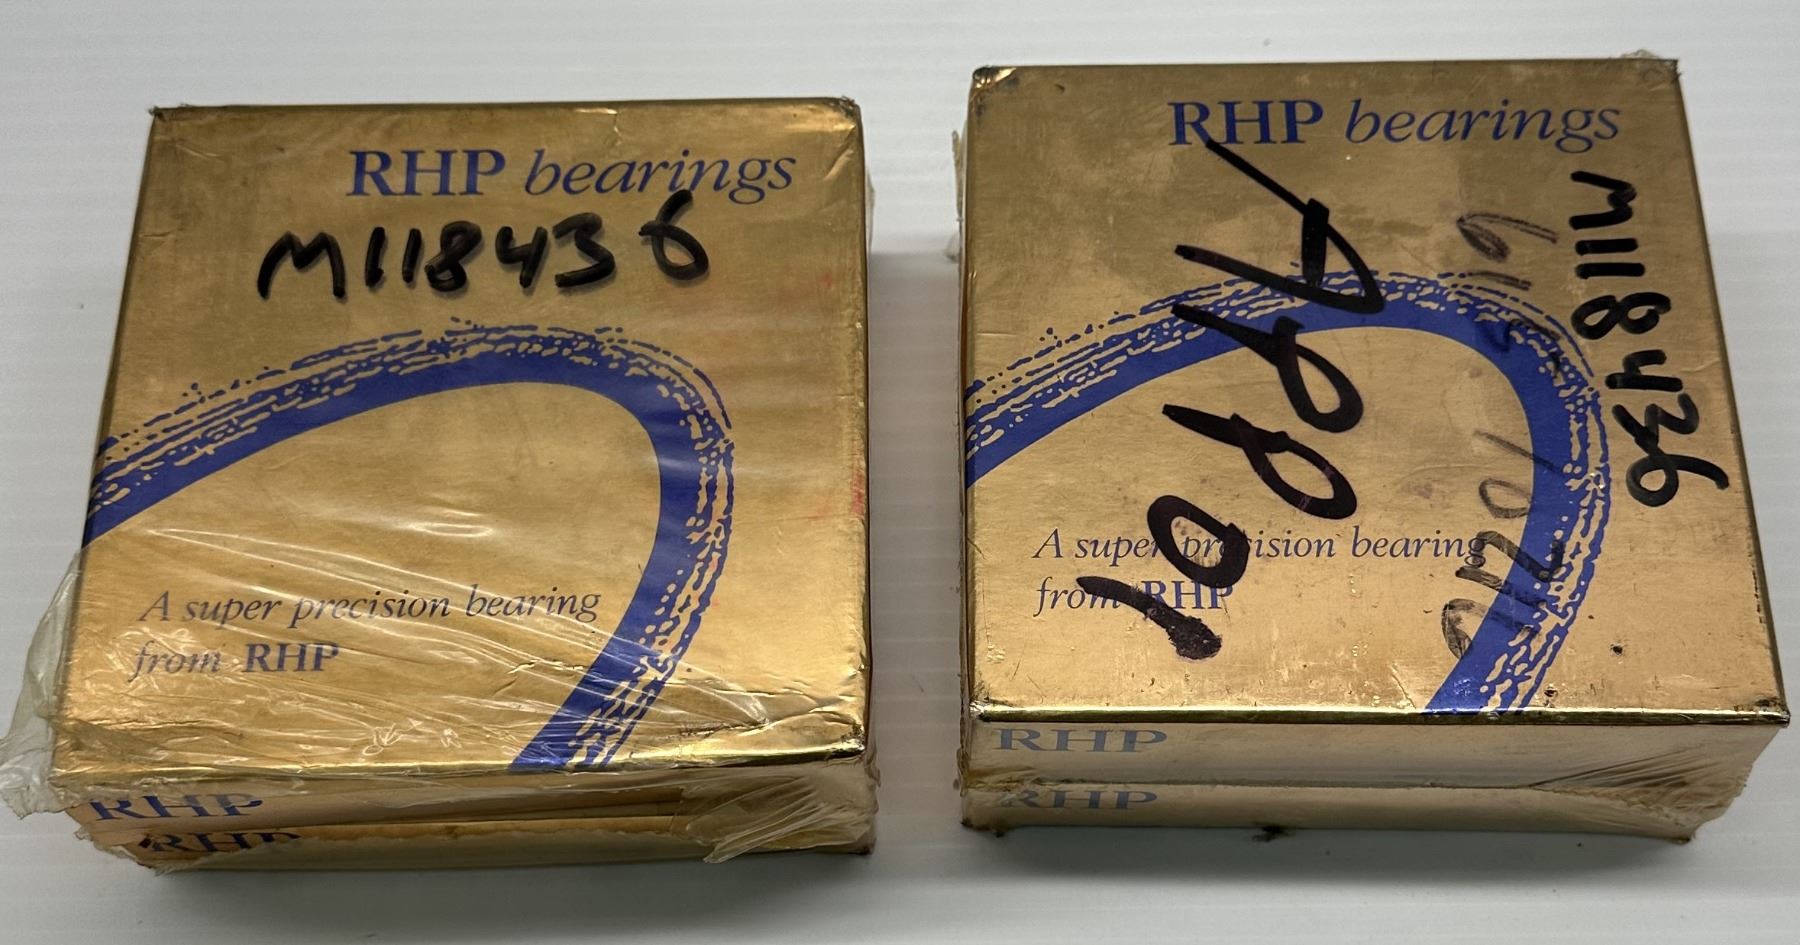 RHP bearings
M118436
A super precision bearing
from RHP
RHP
RHP
RHP bearings
M118436
A super precision bearing
from RHP
RHP
RHP